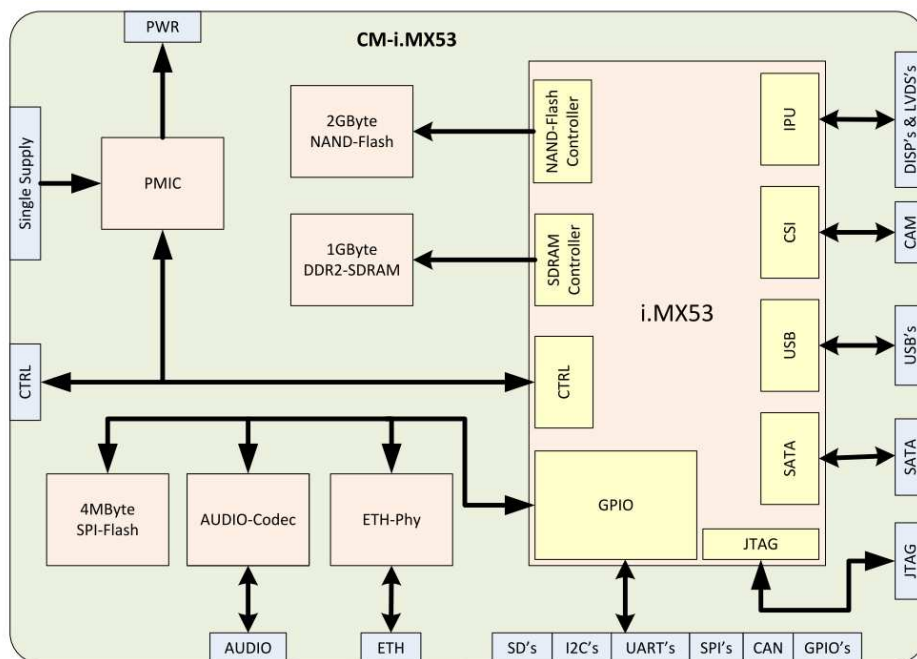 PWR
CM-i.MX53
Single Supply
PMIC
2GByte
NAND-Flash
NAND-Flash
Controller
IPU
DISP's & LVDS's
1GByte
DDR2-SDRAM
SDRAM
Controller
CSI
CAM
i.MX53
USB
USB's
CTRL
CTRL
SATA
SATA
4MByte
SPI-Flash
AUDIO-Codec
ETH-Phy
GPIO
JTAG
JTAG
AUDIO
ETH
SD's
I2C's
UART's
SPI's
CAN
GPIO's